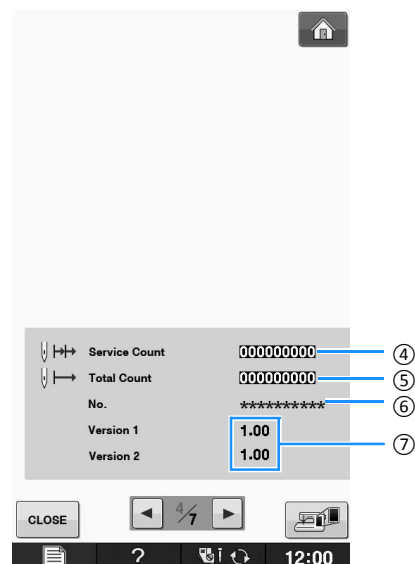 Service Count 000000000 ④
Total Count 000000000 ⑤
No. ********** ⑥
Version 1 1.00 ⑦
Version 2 1.00
CLOSE 4/7
? 12:00